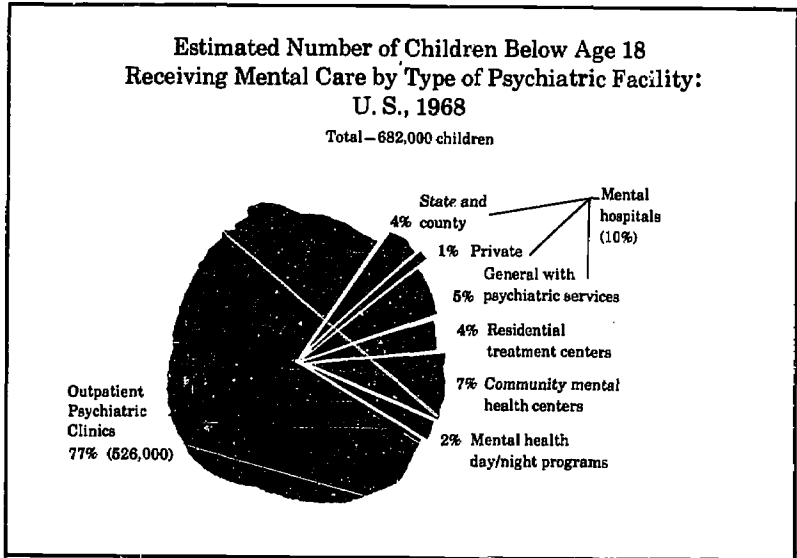 Estimated Number of Children Below Age 18
Receiving Mental Care by Type of Psychiatric Facility:
U. S., 1968
Total—682,000 children
State and
4% county
Mental
hospitals
(10%)
1% Private
General with
5% psychiatric services
4% Residential
treatment centers
7% Community mental
health centers
2% Mental health
day/night programs
Outpatient
Psychiatric
Clinics
77% (526,000)